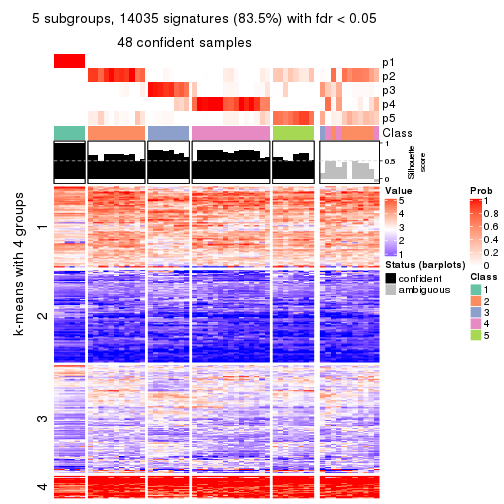 5 subgroups, 14035 signatures (83.5%) with fdr < 0.05
48 confident samples
p1
p2
p3
p4
p5
Class
1
0.5
0
Silhouette
score
k-means with 4 groups
1
2
3
4
Value
5
4
3
2
1
Status (barplots)
confident
ambiguous
Prob
1
0.8
0.6
0.4
0.2
0
Class
1
2
3
4
5